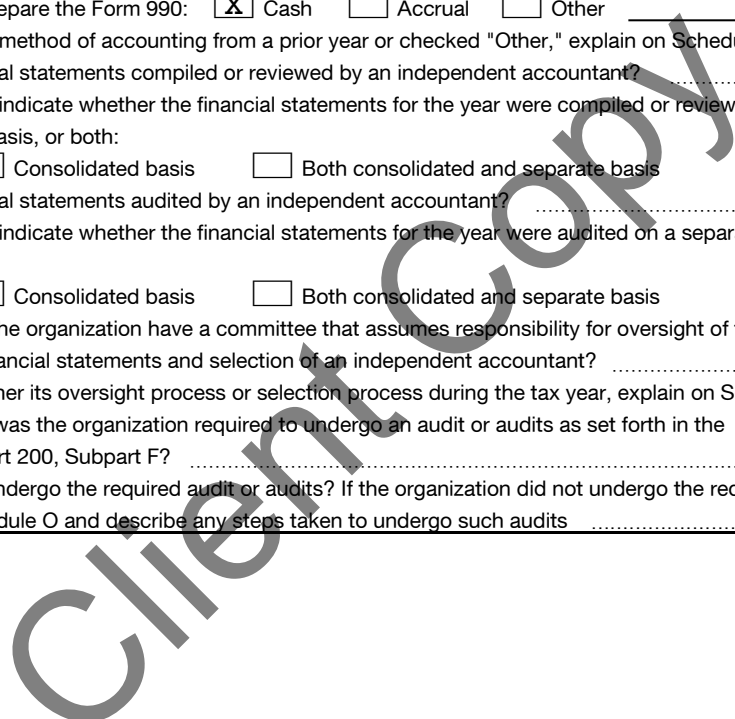 epare the Form 990: X Cash Accrual Other
method of accounting from a prior year or checked "Other," explain on Schedu
al statements compiled or reviewed by an independent accountant?
indicate whether the financial statements for the year were compiled or review
asis, or both:
Consolidated basis Both consolidated and separate basis
al statements audited by an independent accountant?
indicate whether the financial statements for the year were audited on a separ
Consolidated basis Both consolidated and separate basis
he organization have a committee that assumes responsibility for oversight of t
ancial statements and selection of an independent accountant?
her its oversight process or selection process during the tax year, explain on S
was the organization required to undergo an audit or audits as set forth in the
rt 200, Subpart F?
ndergo the required audit or audits? If the organization did not undergo the req
dule O and describe any steps taken to undergo such audits
Client Copy